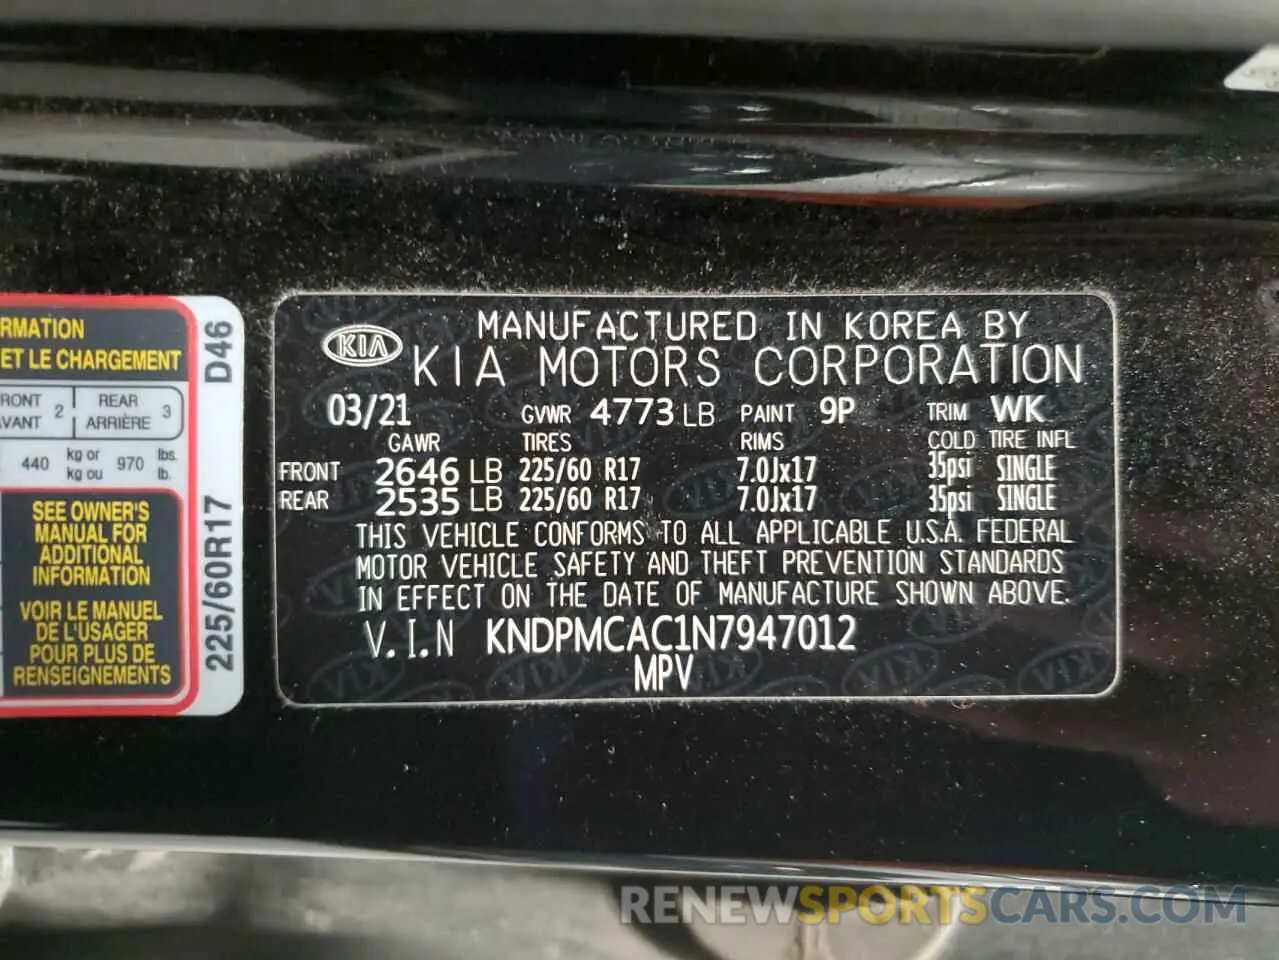 RMATION
ET LE CHARGEMENT
RONT 2 REAR 3
VANT ARRIÈRE
440 kg or 970 lbs.
kg ou lb.
SEE OWNER'S
MANUAL FOR
ADDITIONAL
INFORMATION
VOIR LE MANUEL
DE L'USAGER
POUR PLUS DE
RENSEIGNEMENTS
225/60R17 D46
KIA
MANUFACTURED IN KOREA BY
KIA MOTORS CORPORATION
03/21 GVWR 4773 LB PAINT 9P TRIM WK
GAWR TIRES RIMS COLD TIRE INFL
FRONT 2646 LB 225/60 R17 7.0Jx17 35psi SINGLE
REAR 2535 LB 225/60 R17 7.0Jx17 35psi SINGLE
THIS VEHICLE CONFORMS TO ALL APPLICABLE U.S.A. FEDERAL
MOTOR VEHICLE SAFETY AND THEFT PREVENTION STANDARDS
IN EFFECT ON THE DATE OF MANUFACTURE SHOWN ABOVE.
V.I.N KNDPMCAC1N7947012
MPV
RENEWSPORTSCARS.COM